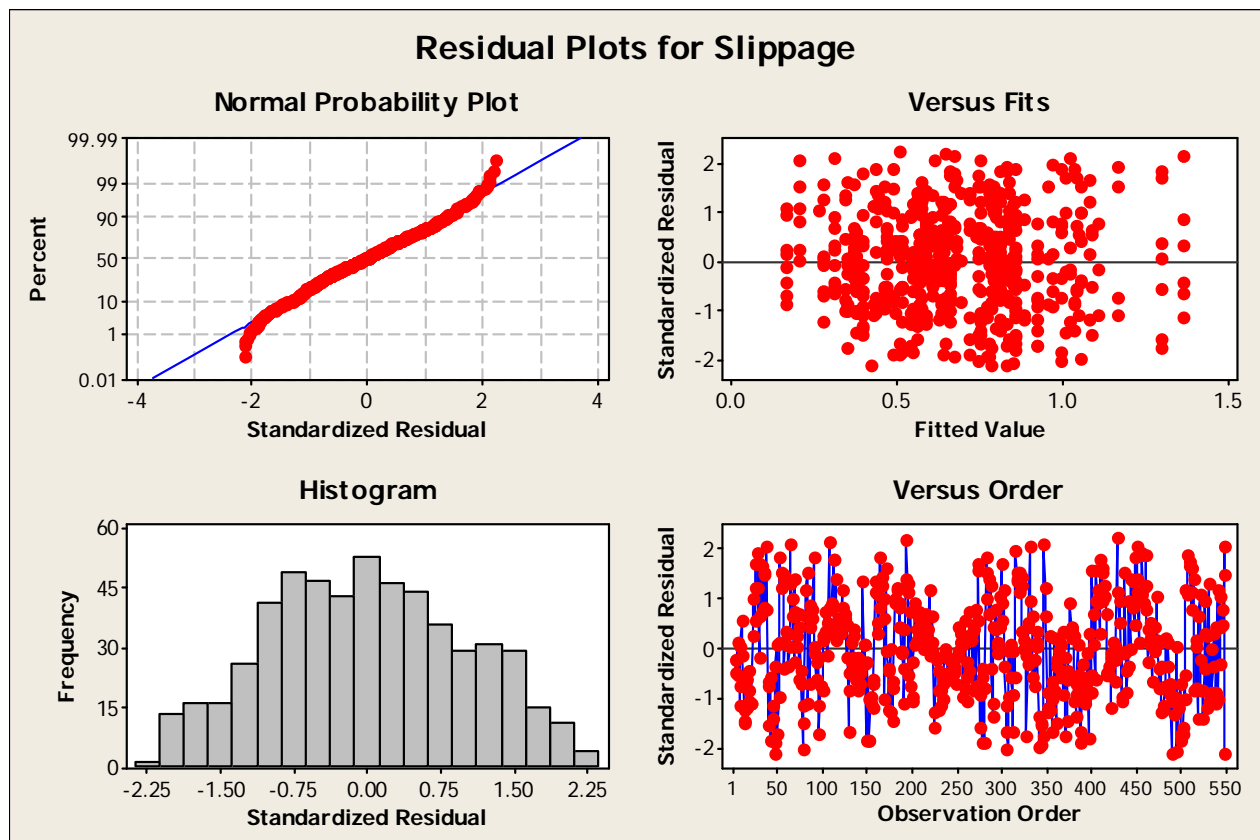 Residual Plots for Slippage
Normal Probability Plot
Percent
99.99
99
90
50
10
1
0.01
-4 -2 0 2 4
Standardized Residual
Versus Fits
Standardized Residual
2
1
0
-1
-2
0.0 0.5 1.0 1.5
Fitted Value
Histogram
Frequency
60
45
30
15
0
-2.25 -1.50 -0.75 0.00 0.75 1.50 2.25
Standardized Residual
Versus Order
Standardized Residual
2
1
0
-1
-2
1 50 100 150 200 250 300 350 400 450 500 550
Observation Order